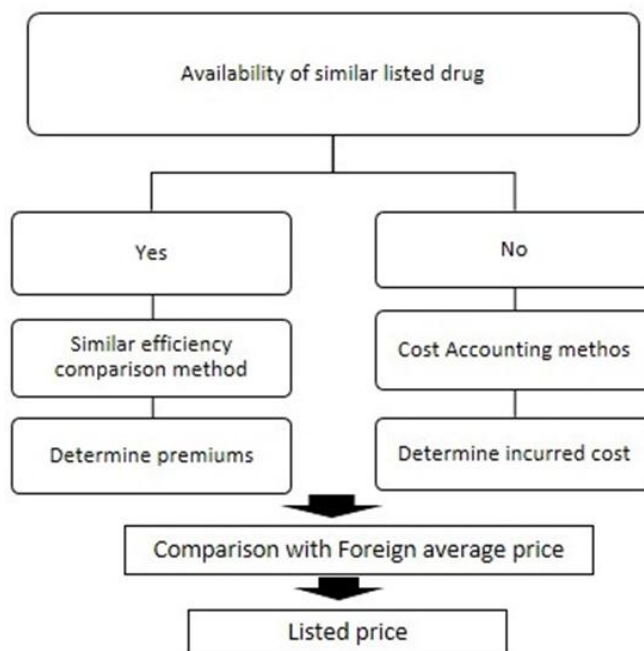 Availability of similar listed drug
Yes
No
Similar efficiency
comparison method
Cost Accounting methos
Determine premiums
Determine incurred cost
Comparison with Foreign average price
Listed price